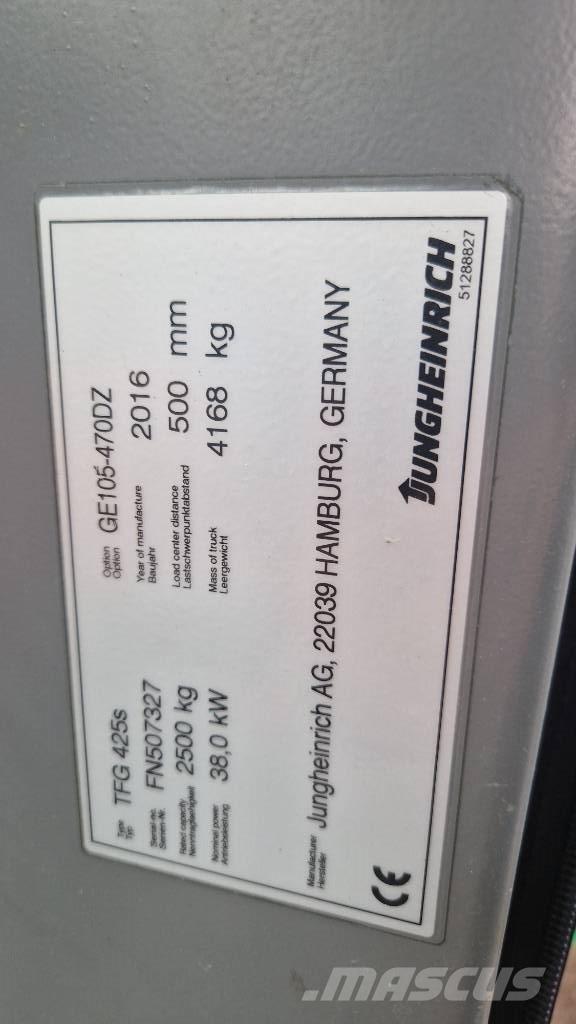 Type
Typ TFG 425s
Option
Option GE105-470DZ
Serial-no.
Serien-Nr. FN507327
Year of manufacture
Baujahr 2016
Rated capacity
Nenntragfaehigkeit 2500 kg
Load center distance
Lastschwerpunktabstand 500 mm
Nominal power
Antriebsleistung 38,0 kW
Mass of truck
Leergewicht 4168 kg
Manufacturer
Hersteller Jungheinrich AG, 22039 HAMBURG, GERMANY
CE
JUNGHEINRICH
51288827
MASCUS